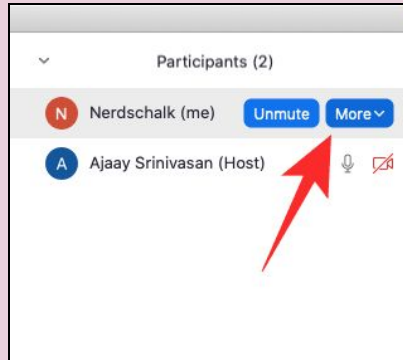 Participants (2)
N Nerdschalk (me) Unmute More
A Ajaay Srinivasan (Host)